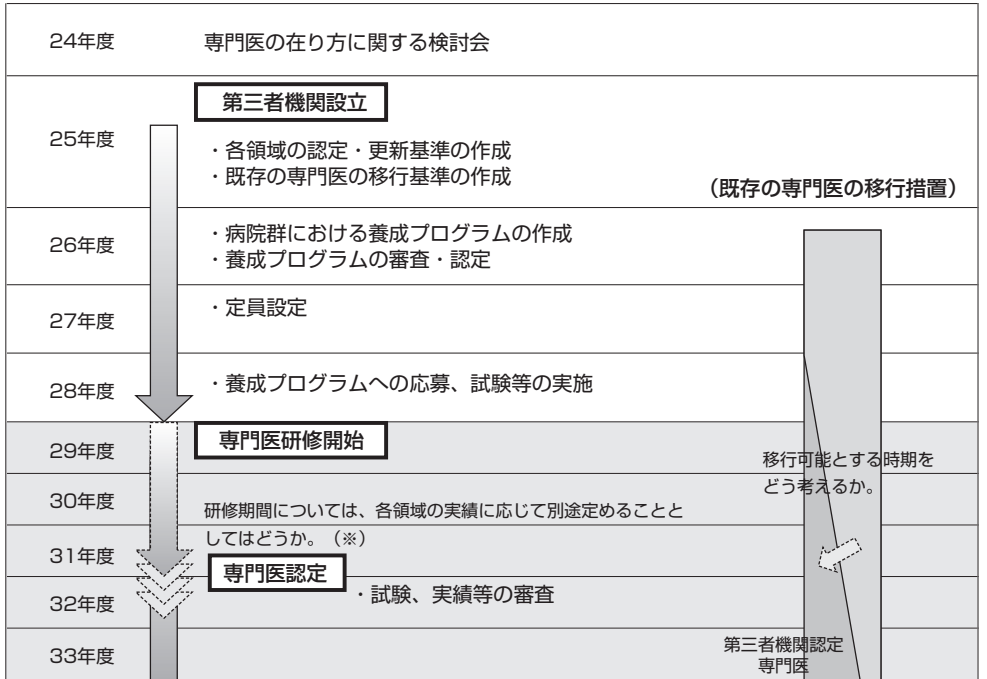 24年度
専門医の在り方に関する検討会
25年度
第三者機関設立
・各領域の認定・更新基準の作成
・既存の専門医の移行基準の作成
（既存の専門医の移行措置）
26年度
・病院群における養成プログラムの作成
・養成プログラムの審査・認定
27年度
・定員設定
28年度
・養成プログラムへの応募、試験等の実施
29年度
専門医研修開始
移行可能とする時期を
どう考えるか。
30年度
研修期間については、各領域の実績に応じて別途定めることと
してはどうか。（※）
31年度
専門医認定
32年度
・試験、実績等の審査
33年度
第三者機関認定
専門医